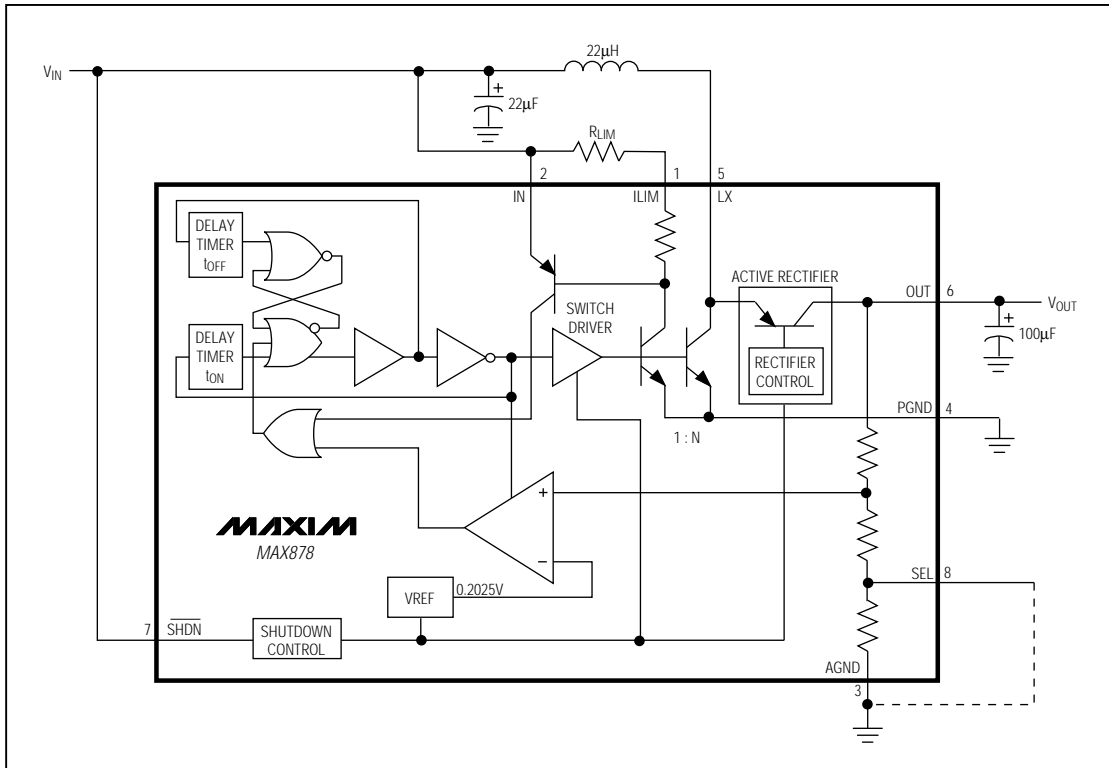 22µH
VIN
+
22µF
RLIM
2
1
5
IN
ILIM
LX
DELAY
TIMER
tOFF
ACTIVE RECTIFIER
OUT
6
VOUT
SWITCH
DRIVER
+
100µF
DELAY
TIMER
tON
RECTIFIER
CONTROL
PGND
4
1 : N
+
MAXIM
MAX878
−
SEL
8
VREF
0.2025V
7
SHDN
SHUTDOWN
CONTROL
AGND
3